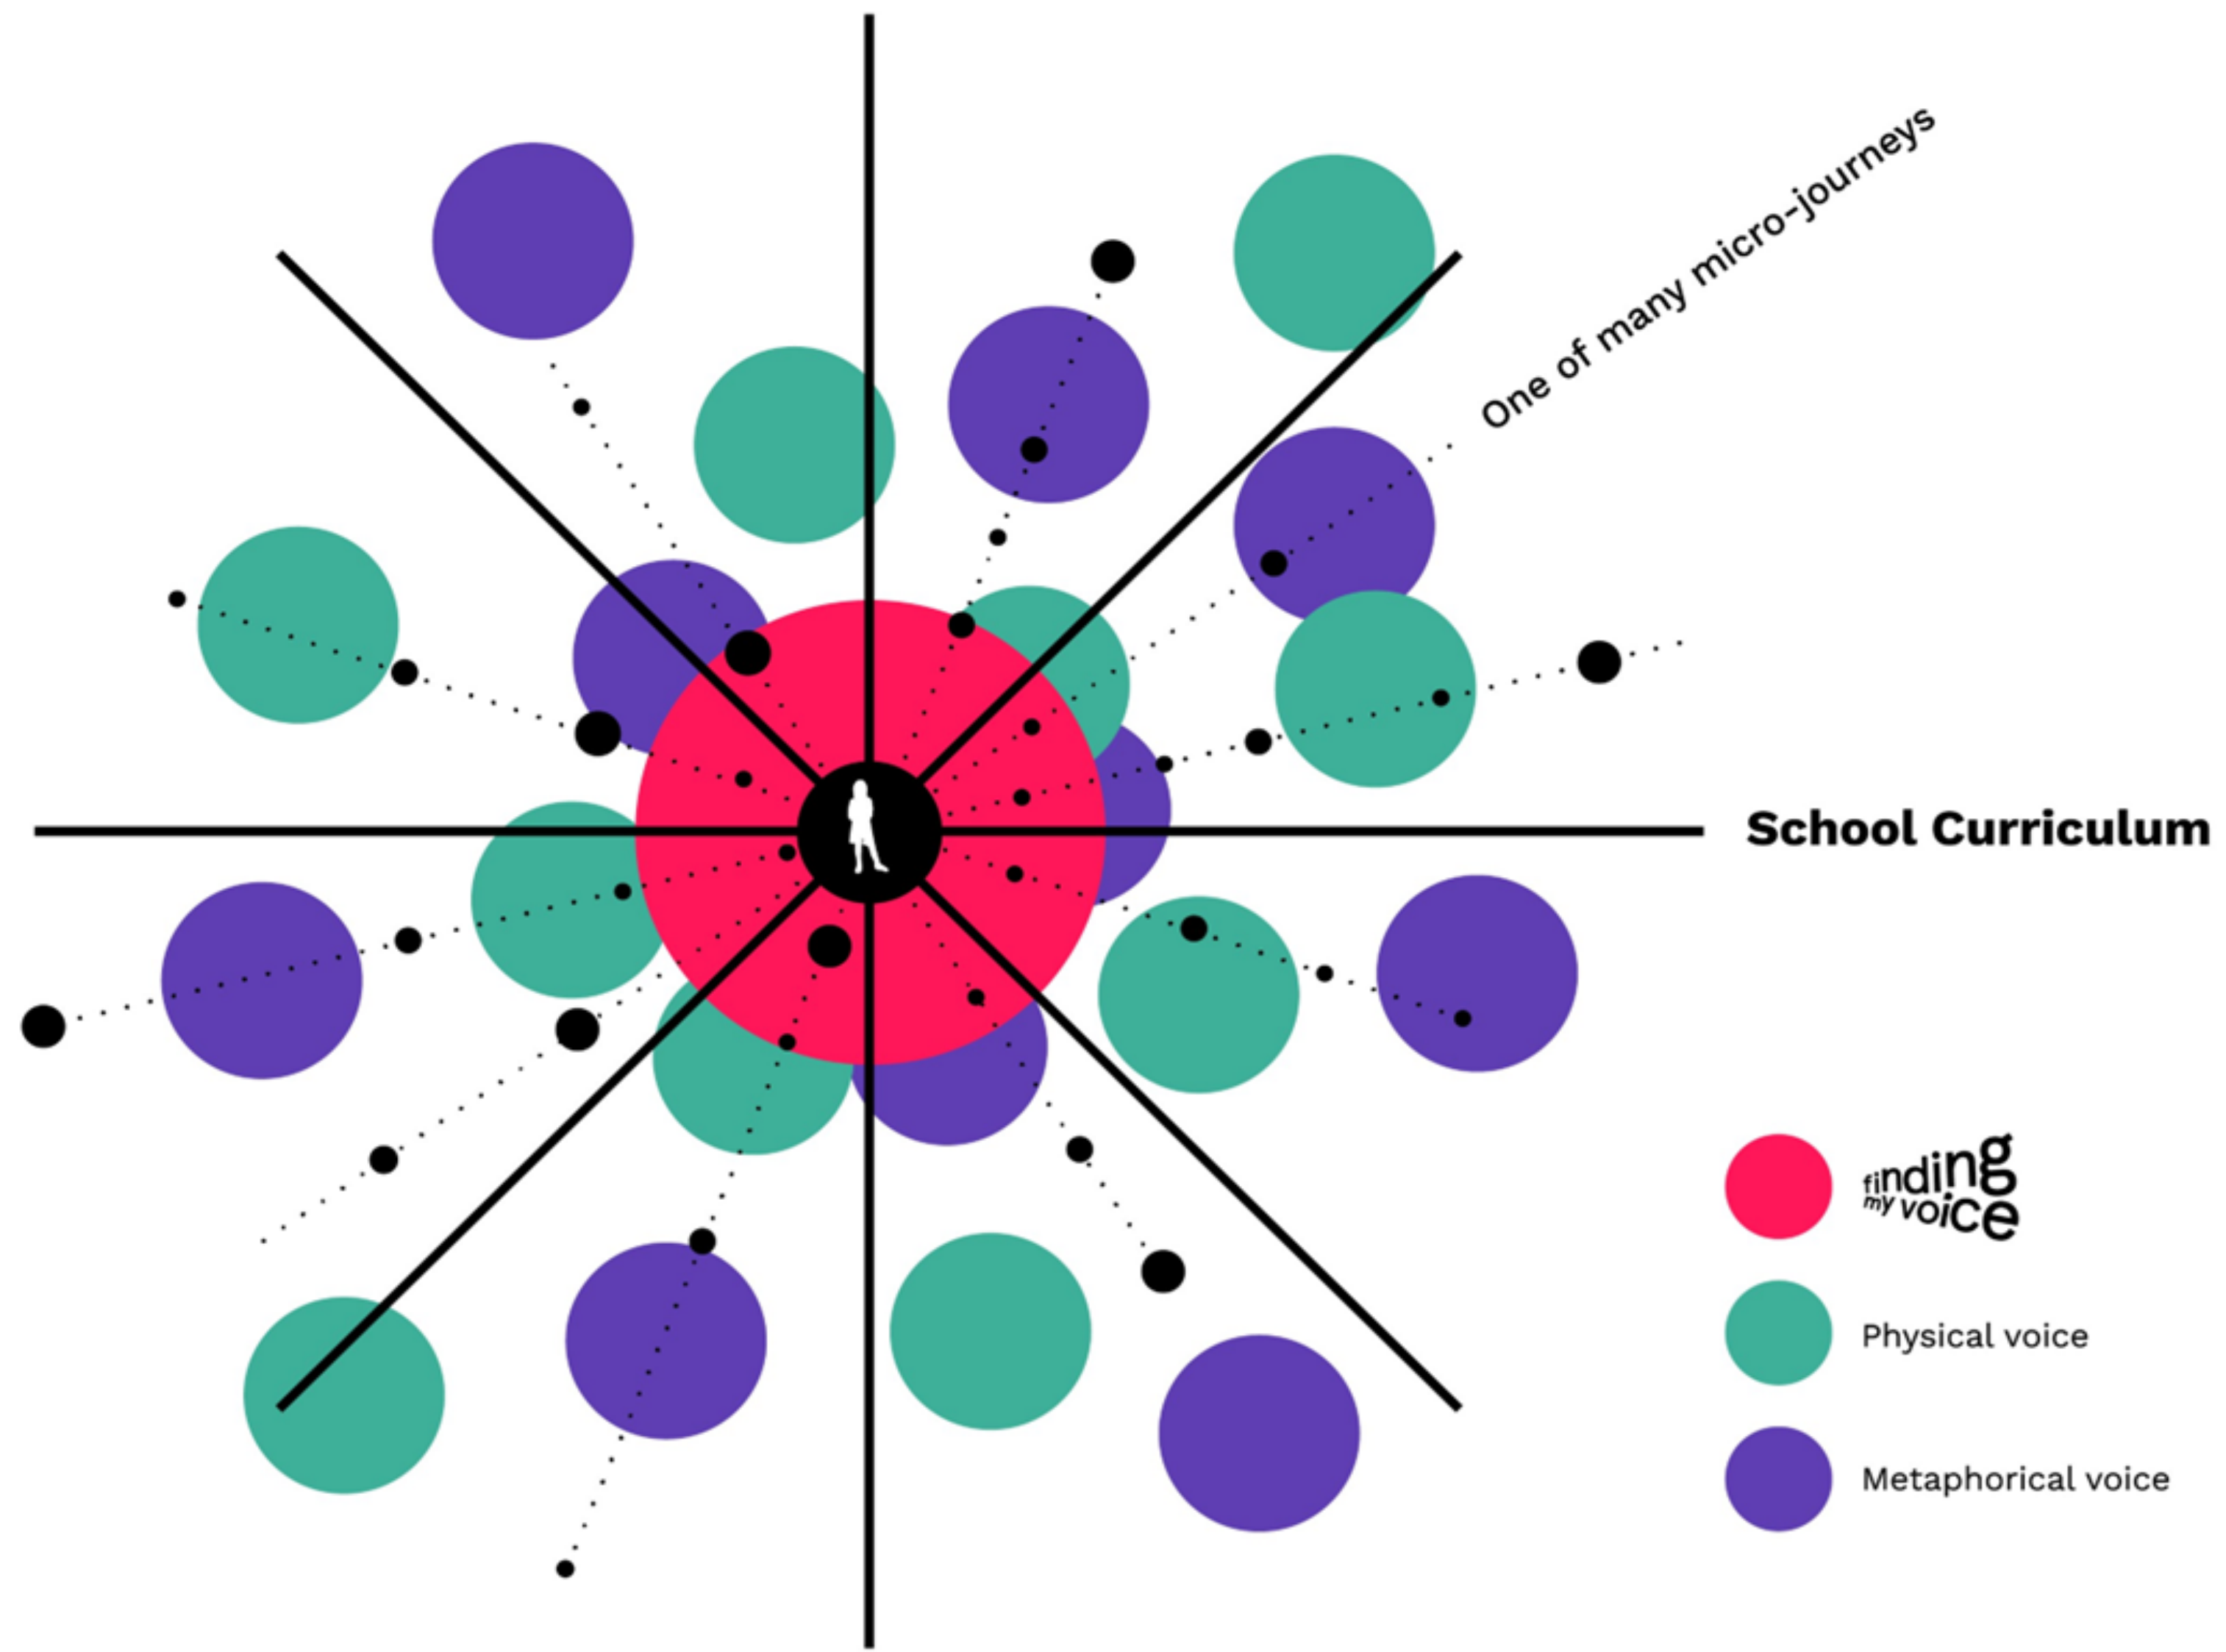 One of many micro-journeys
School Curriculum
finding
my voice
Physical voice
Metaphorical voice